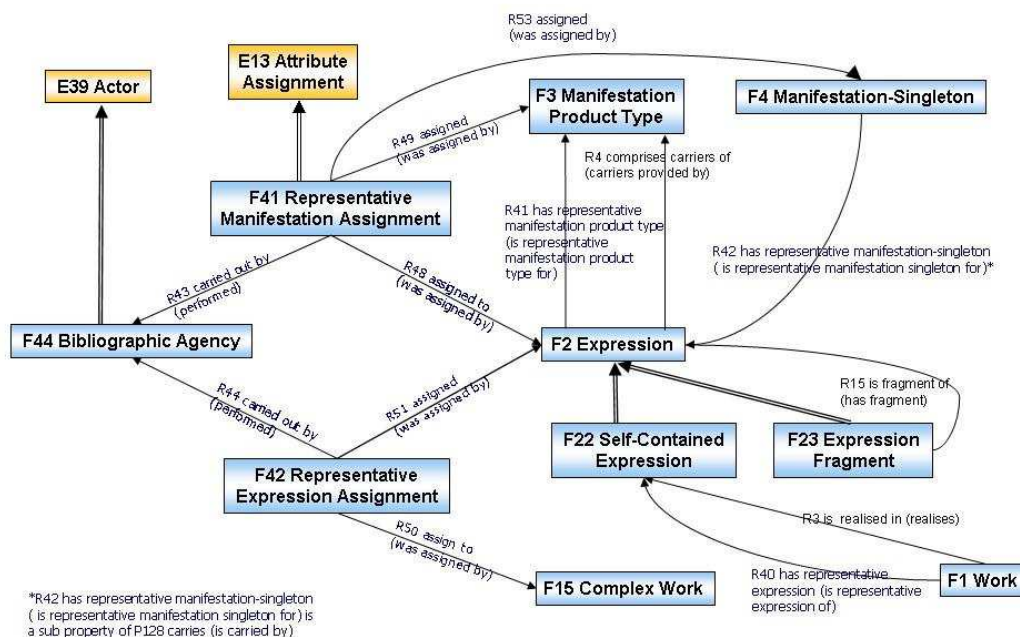 R53 assigned
(was assigned by)
E13 Attribute
Assignment
E39 Actor
F3 Manifestation
Product Type
F4 Manifestation-Singleton
R49 assigned
(was assigned by)
R4 comprises carriers of
(carriers provided by)
F41 Representative
Manifestation Assignment
R41 has representative
manifestation product type
(is representative
manifestation product
type for)
R42 has representative manifestation-singleton
( is representative manifestation singleton for)*
R43 carried out by
(performed)
R48 assigned to
(was assigned by)
F44 Bibliographic Agency
F2 Expression
R44 carried out by
(performed)
R51 assigned
(was assigned by)
R15 is fragment of
(has fragment)
F22 Self-Contained
Expression
F23 Expression
Fragment
F42 Representative
Expression Assignment
R50 assign to
(was assigned by)
R3 is realised in (realises)
F15 Complex Work
R40 has representative
expression (is representative
expression of)
F1 Work
*R42 has representative manifestation-singleton
( is representative manifestation singleton for) is
a sub property of P128 carries (is carried by)